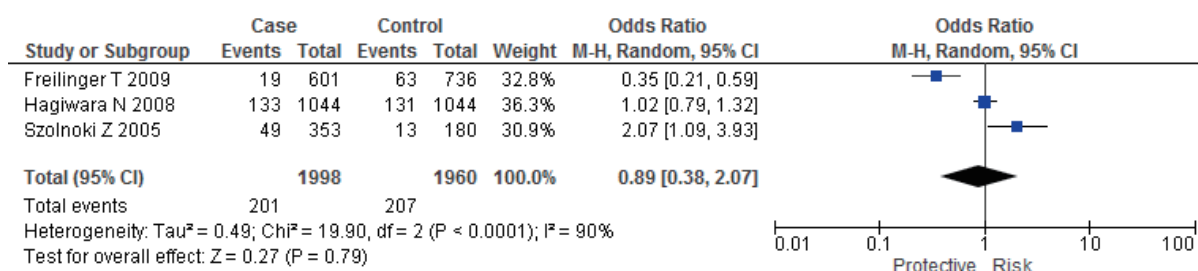 Case Control Odds Ratio Odds Ratio
Study or Subgroup Events Total Events Total Weight M-H, Random, 95% CI M-H, Random, 95% CI
Freilinger T 2009 19 601 63 736 32.8% 0.35 [0.21, 0.59]
Hagiwara N 2008 133 1044 131 1044 36.3% 1.02 [0.79, 1.32]
Szolnoki Z 2005 49 353 13 180 30.9% 2.07 [1.09, 3.93]
Total (95% CI) 1998 1960 100.0% 0.89 [0.38, 2.07]
Total events 201 207
Heterogeneity: Tau² = 0.49; Chi² = 19.90, df = 2 (P < 0.0001); I² = 90%
Test for overall effect: Z = 0.27 (P = 0.79)
0.01 0.1 1 10 100
Protective Risk